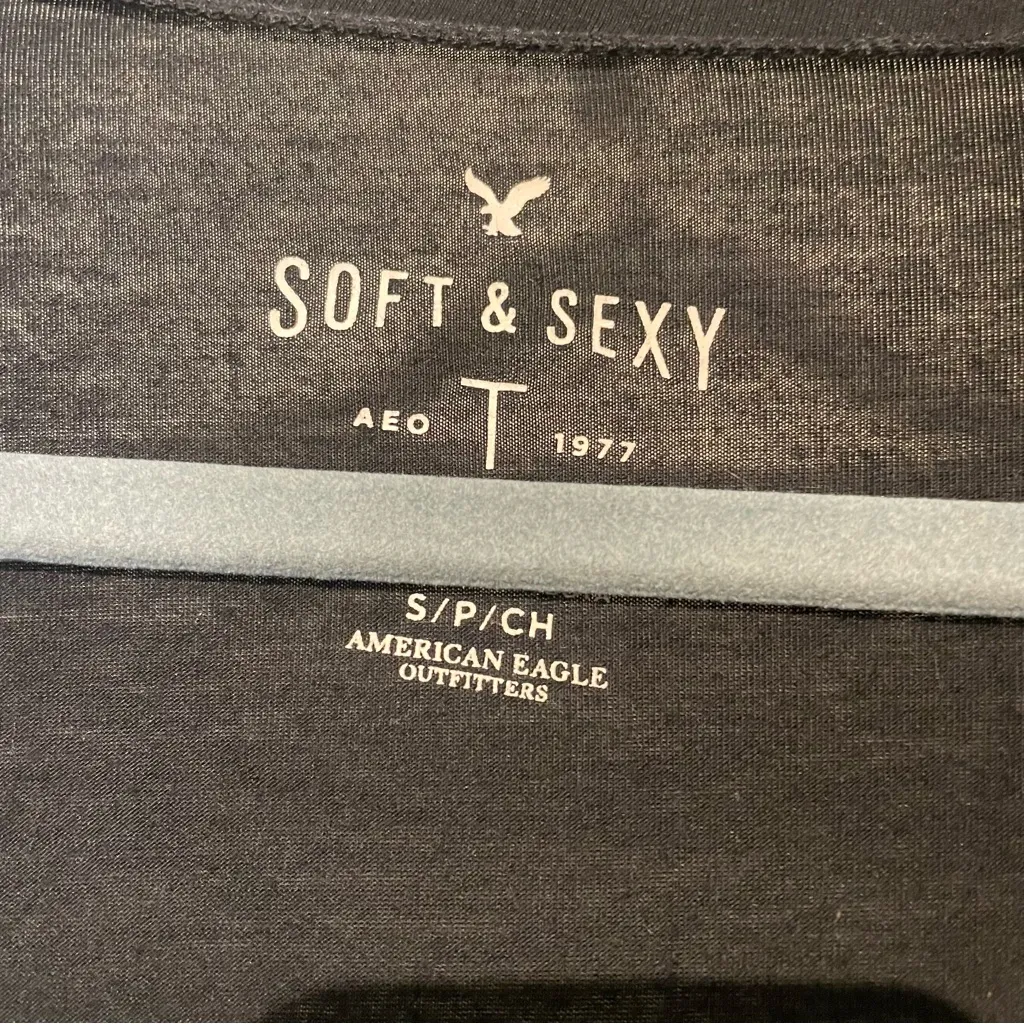 SOFT & SEXY
T
AEO 1977
S/P/CH
AMERICAN EAGLE
OUTFITTERS